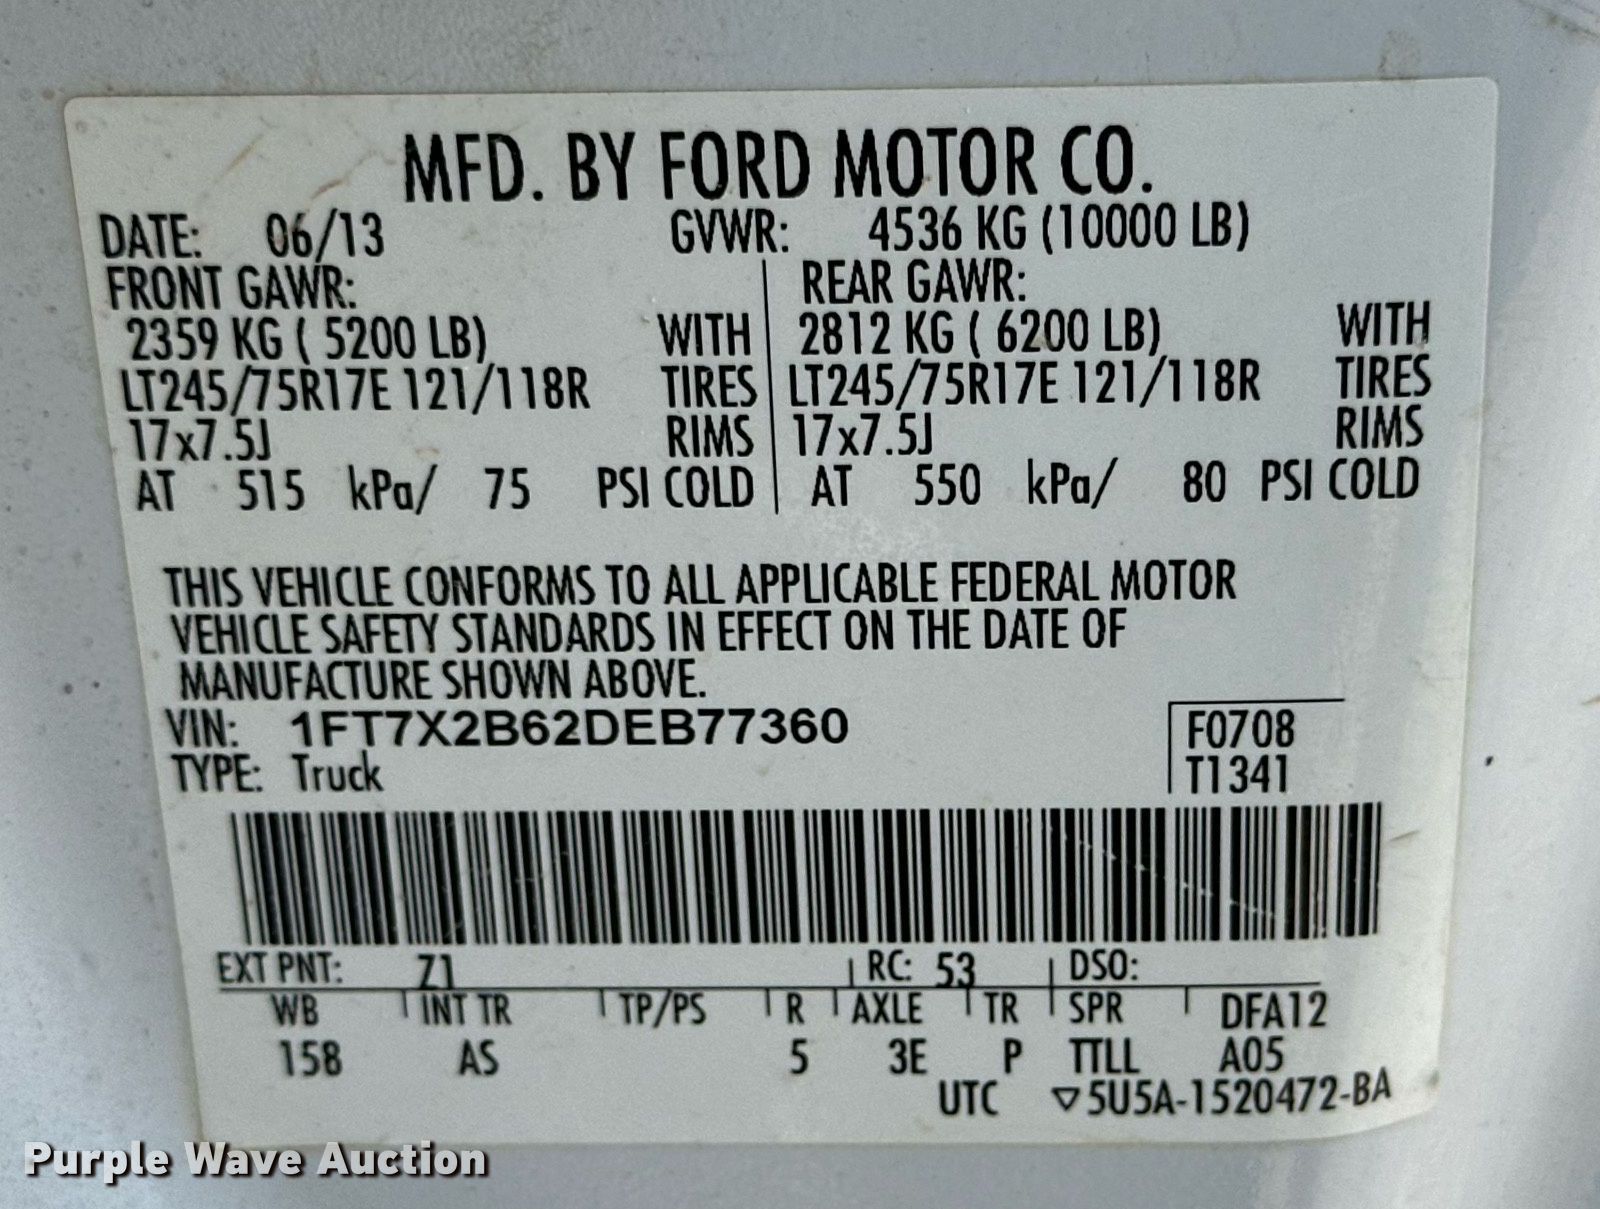 MFD. BY FORD MOTOR CO.
DATE: 06/13 GVWR: 4536 KG (10000 LB)
FRONT GAWR: REAR GAWR:
2359 KG ( 5200 LB) WITH 2812 KG ( 6200 LB) WITH
LT245/75R17E 121/118R TIRES LT245/75R17E 121/118R TIRES
17x7.5J RIMS 17x7.5J RIMS
AT 515 kPa/ 75 PSI COLD AT 550 kPa/ 80 PSI COLD
THIS VEHICLE CONFORMS TO ALL APPLICABLE FEDERAL MOTOR
VEHICLE SAFETY STANDARDS IN EFFECT ON THE DATE OF
MANUFACTURE SHOWN ABOVE.
VIN: 1FT7X2B62DEB77360 F0708
TYPE: Truck T1341
EXT PNT: Z1 RC: 53 DSO:
WB INT TR TP/PS R AXLE TR SPR DFA12
158 AS 5 3E P TTLL A05
UTC ▽5U5A-1520472-BA
Purple Wave Auction